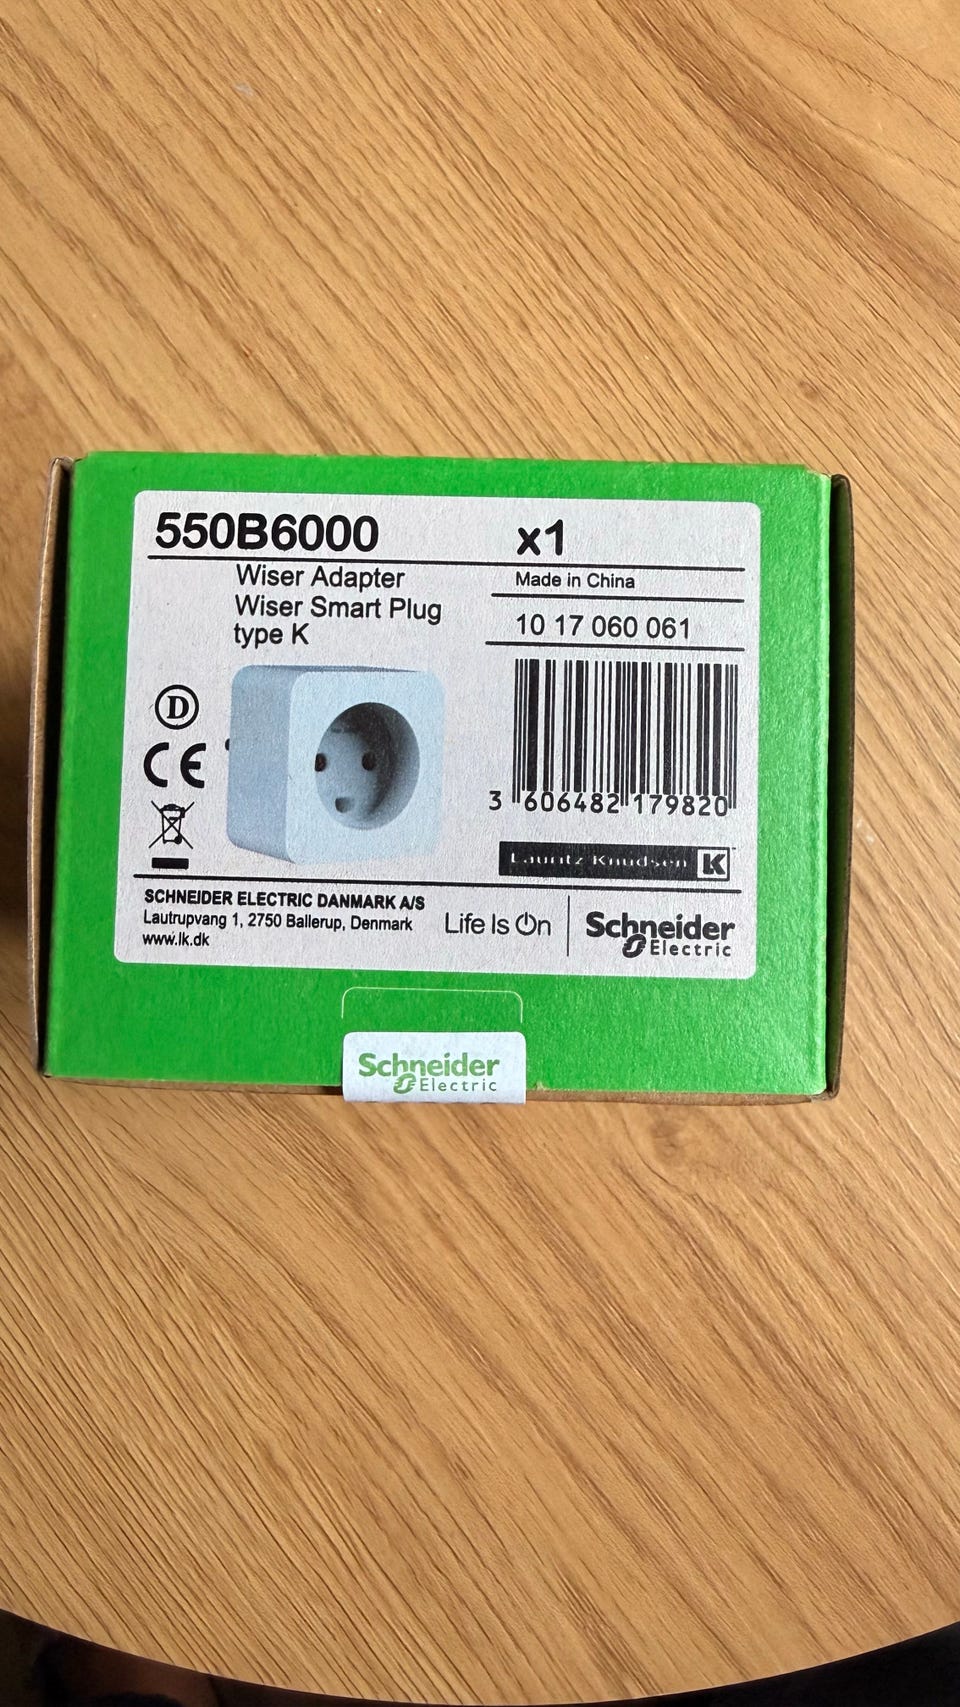 550B6000 x1
Wiser Adapter
Wiser Smart Plug
type K
Made in China
10 17 060 061
D
CE
3 606482 179820
Lauritz Knudsen LK
SCHNEIDER ELECTRIC DANMARK A/S
Lautrupvang 1, 2750 Ballerup, Denmark
www.lk.dk
Life Is On
Schneider
Electric
Schneider
Electric